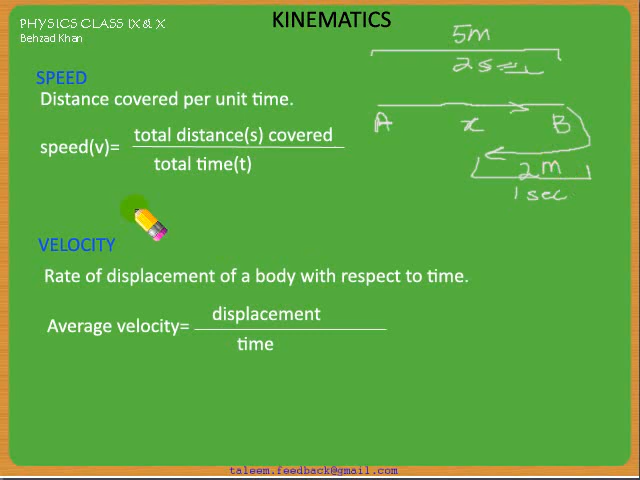 PHYSICS CLASS IX & X
Behzad Khan
KINEMATICS
5m
2 sec
A x B
2m
1 sec
SPEED
Distance covered per unit time.
speed(v)= total distance(s) covered
total time(t)
VELOCITY
Rate of displacement of a body with respect to time.
Average velocity= displacement
time
taleem.feedback@gmail.com